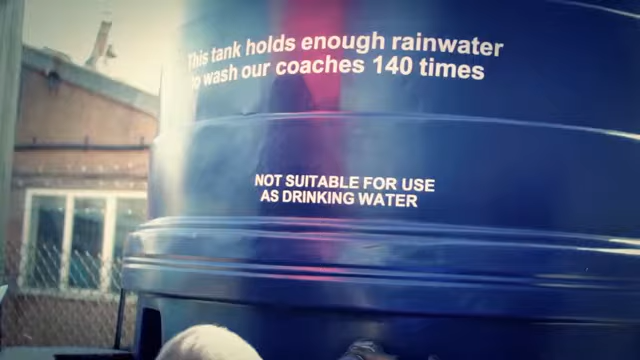 This tank holds enough rainwater
to wash our coaches 140 times
NOT SUITABLE FOR USE
AS DRINKING WATER